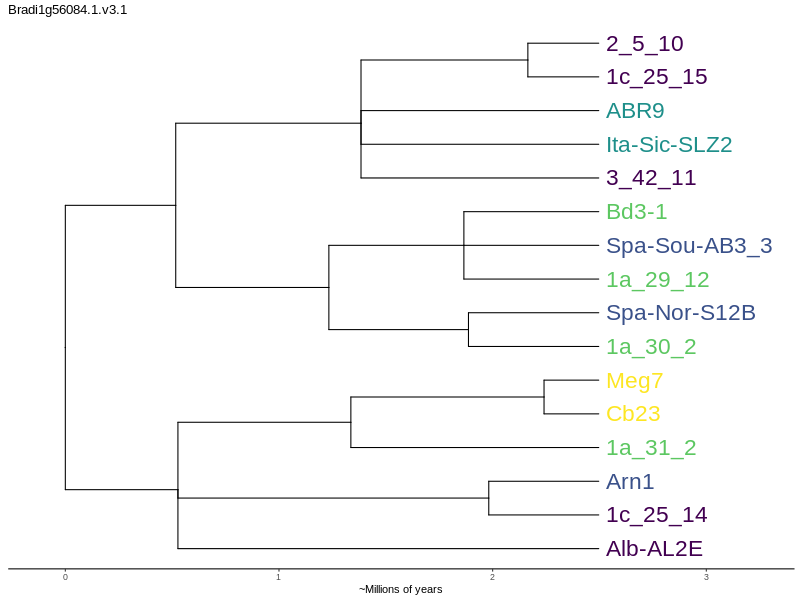 Bradi1g56084.1.v3.1
2_5_10
1c_25_15
ABR9
Ita-Sic-SLZ2
3_42_11
Bd3-1
Spa-Sou-AB3_3
1a_29_12
Spa-Nor-S12B
1a_30_2
Meg7
Cb23
1a_31_2
Arn1
1c_25_14
Alb-AL2E
0 1 2 3
~Millions of years